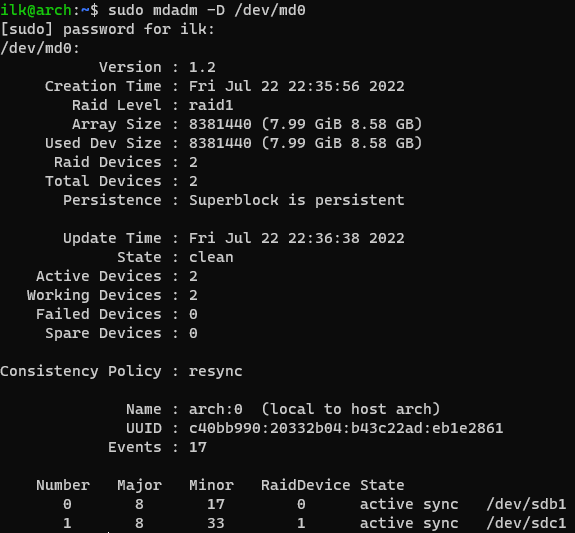 ilk@arch:~$ sudo mdadm -D /dev/md0
[sudo] password for ilk:
/dev/md0:
Version : 1.2
Creation Time : Fri Jul 22 22:35:56 2022
Raid Level : raid1
Array Size : 8381440 (7.99 GiB 8.58 GB)
Used Dev Size : 8381440 (7.99 GiB 8.58 GB)
Raid Devices : 2
Total Devices : 2
Persistence : Superblock is persistent
Update Time : Fri Jul 22 22:36:38 2022
State : clean
Active Devices : 2
Working Devices : 2
Failed Devices : 0
Spare Devices : 0
Consistency Policy : resync
Name : arch:0  (local to host arch)
UUID : c40bb990:20332b04:b43c22ad:eb1e2861
Events : 17
Number   Major   Minor   RaidDevice State
0       8       17        0      active sync   /dev/sdb1
1       8       33        1      active sync   /dev/sdc1